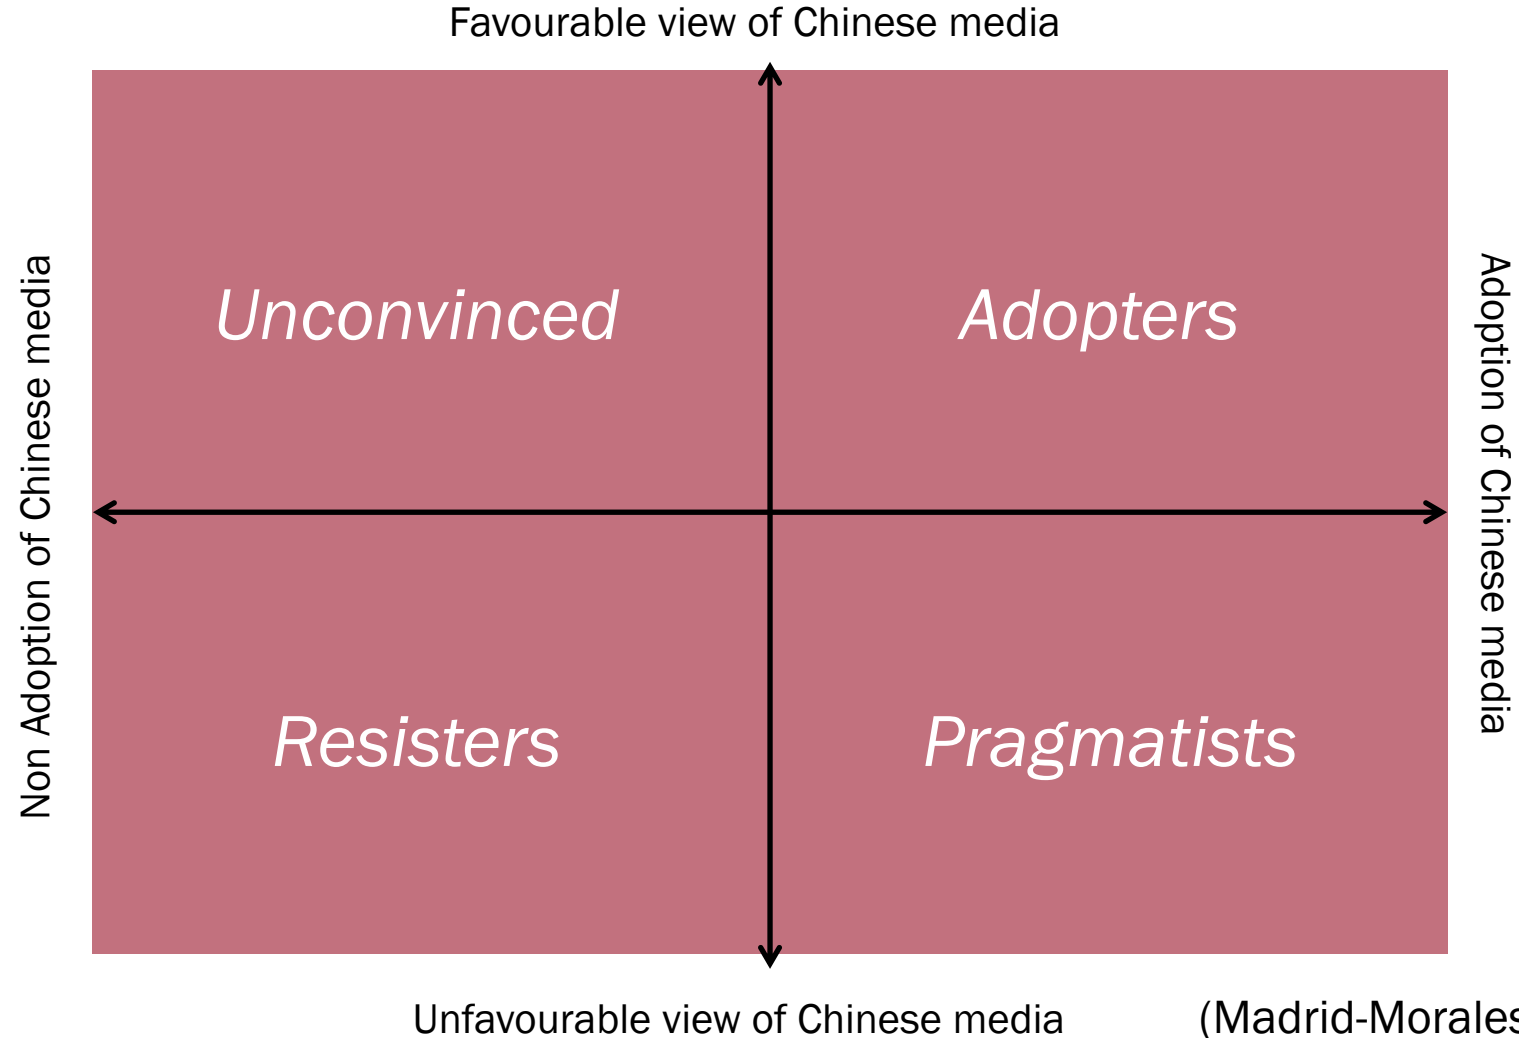 Favourable view of Chinese media
Non Adoption of Chinese media
Unconvinced
Adopters
Adoption of Chinese media
Resisters
Pragmatists
Unfavourable view of Chinese media
(Madrid-Morales